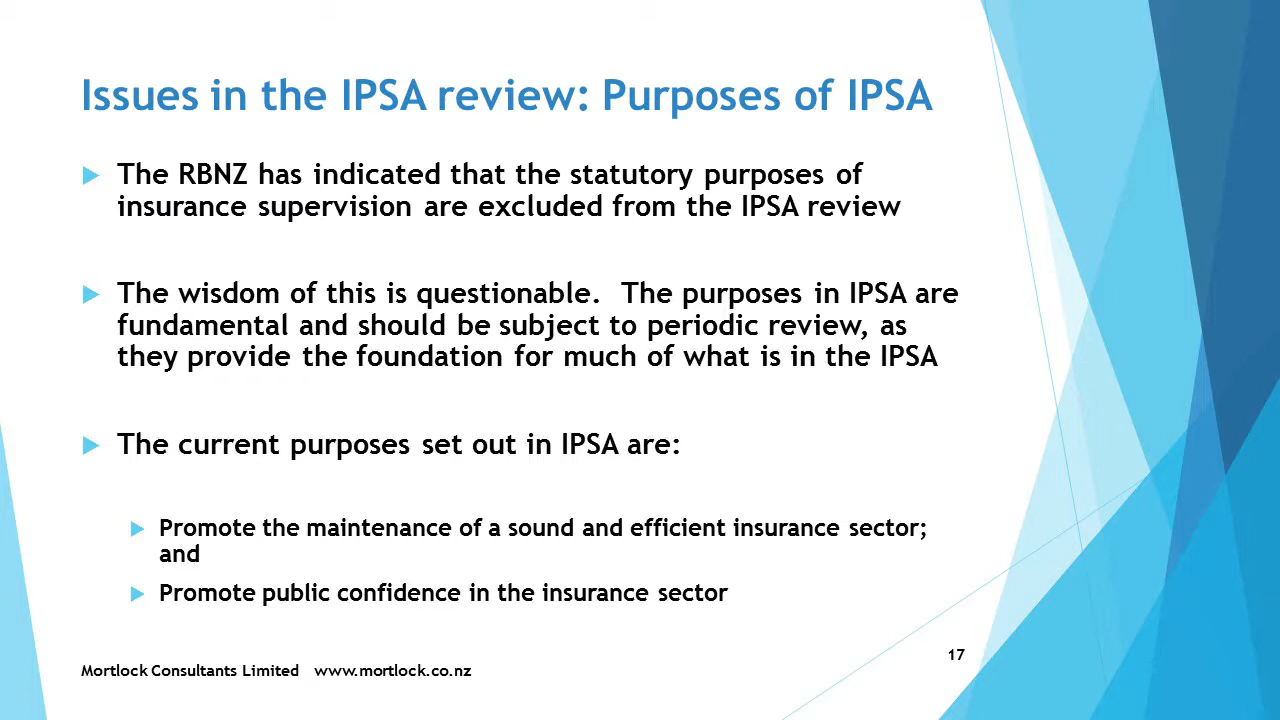 Issues in the IPSA review: Purposes of IPSA
The RBNZ has indicated that the statutory purposes of
insurance supervision are excluded from the IPSA review
The wisdom of this is questionable.  The purposes in IPSA are
fundamental and should be subject to periodic review, as
they provide the foundation for much of what is in the IPSA
The current purposes set out in IPSA are:
Promote the maintenance of a sound and efficient insurance sector;
and
Promote public confidence in the insurance sector
17
Mortlock Consultants Limited   www.mortlock.co.nz